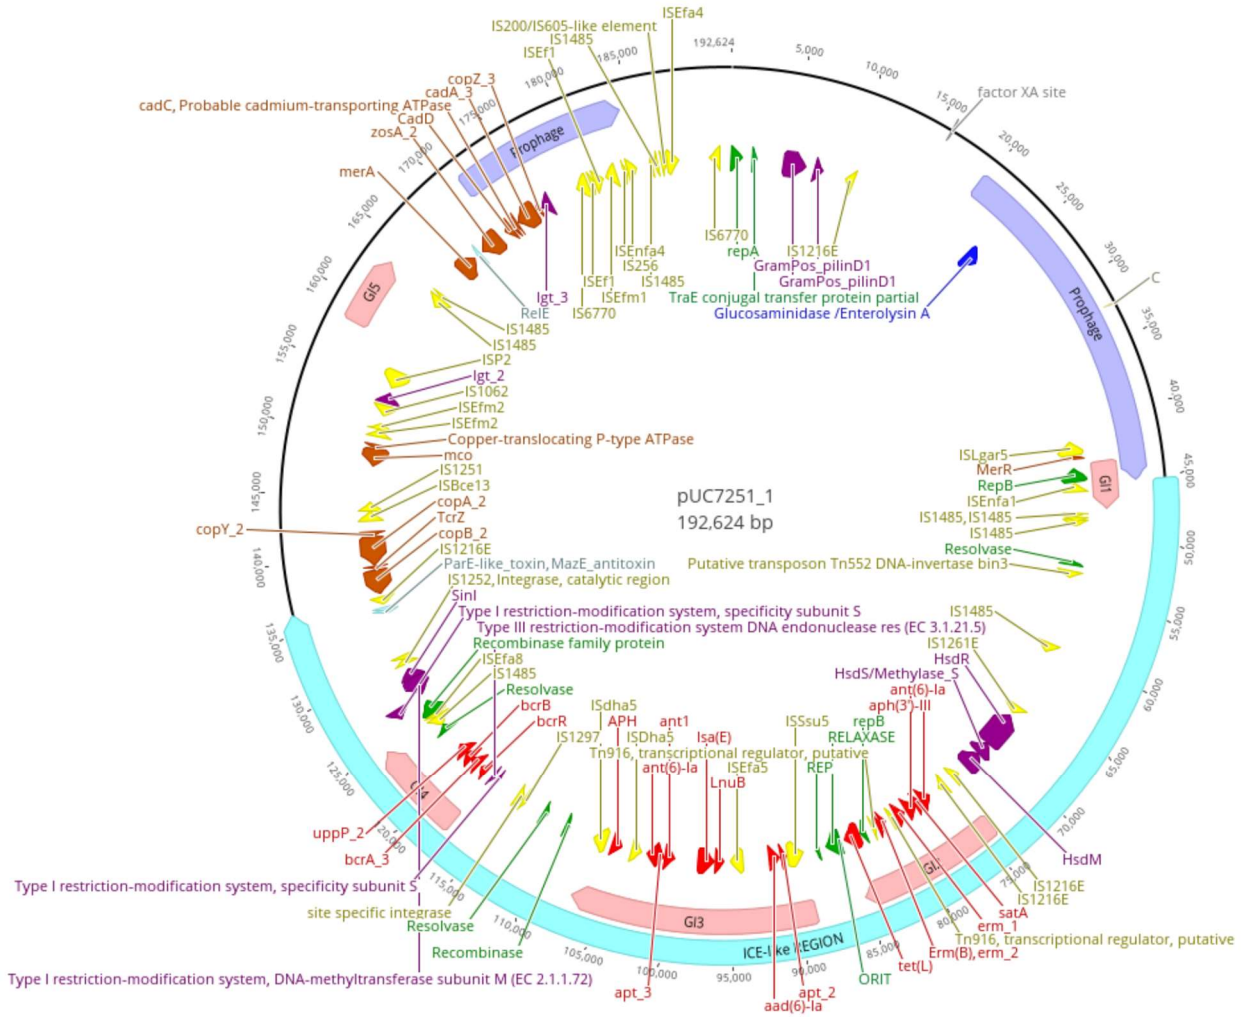 ISEfa4
IS200/IS605-like element
IS1485
ISEf1
192,624
5,000
10,000
15,000
factor XA site
20,000
25,000
30,000
C
35,000
40,000
45,000
50,000
55,000
60,000
65,000
70,000
75,000
80,000
85,000
90,000
95,000
100,000
105,000
110,000
115,000
120,000
125,000
130,000
135,000
140,000
145,000
150,000
155,000
160,000
165,000
170,000
175,000
180,000
185,000
copZ_3
cadA_3
cadC, Probable cadmium-transporting ATPase
CadD
zosA_2
merA
Prophage
Prophage
GI5
GI1
GI3
ICE-like REGION
IS6770
repA
IS1216E
GramPos_pilinD1
GramPos_pilinD1
TraE conjugal transfer protein partial
Glucosaminidase /Enterolysin A
ISEnfa4
IS256
IS1485
ISEf1
ISEfm1
IS6770
lgt_3
RelE
IS1485
IS1485
ISP2
lgt_2
IS1062
ISEfm2
ISEfm2
Copper-translocating P-type ATPase
mco
IS1251
ISBce13
copA_2
TcrZ
copY_2
copB_2
IS1216E
ParE-like_toxin, MazE_antitoxin
IS1252, Integrase, catalytic region
SinI
Type I restriction-modification system, specificity subunit S
Type III restriction-modification system DNA endonuclease res (EC 3.1.21.5)
Recombinase family protein
ISEfa8
IS1485
Resolvase
bcrB
bcrR
IS1297
pUC7251_1
192,624 bp
ISLgar5
MerR
RepB
ISEnfa1
IS1485, IS1485
IS1485
Resolvase
Putative transposon Tn552 DNA-invertase bin3
IS1485
IS1261E
HsdR
HsdS/Methylase_S
ant(6)-Ia
aph(3')-III
ISdha5
APH
ant1
ISDha5
lsa(E)
ISSsu5
repB
RELAXASE
Tn916, transcriptional regulator, putative
ant(6)-Ia
ISEfa5
REP
LnuB
uppP_2
bcrA_3
Type I restriction-modification system, specificity subunit S
site specific integrase
Resolvase
Recombinase
Type I restriction-modification system, DNA-methyltransferase subunit M (EC 2.1.1.72)
apt_3
apt_2
aad(6)-Ia
ORIT
tet(L)
Erm(B), erm_2
Tn916, transcriptional regulator, putative
erm_1
satA
IS1216E
IS1216E
HsdM